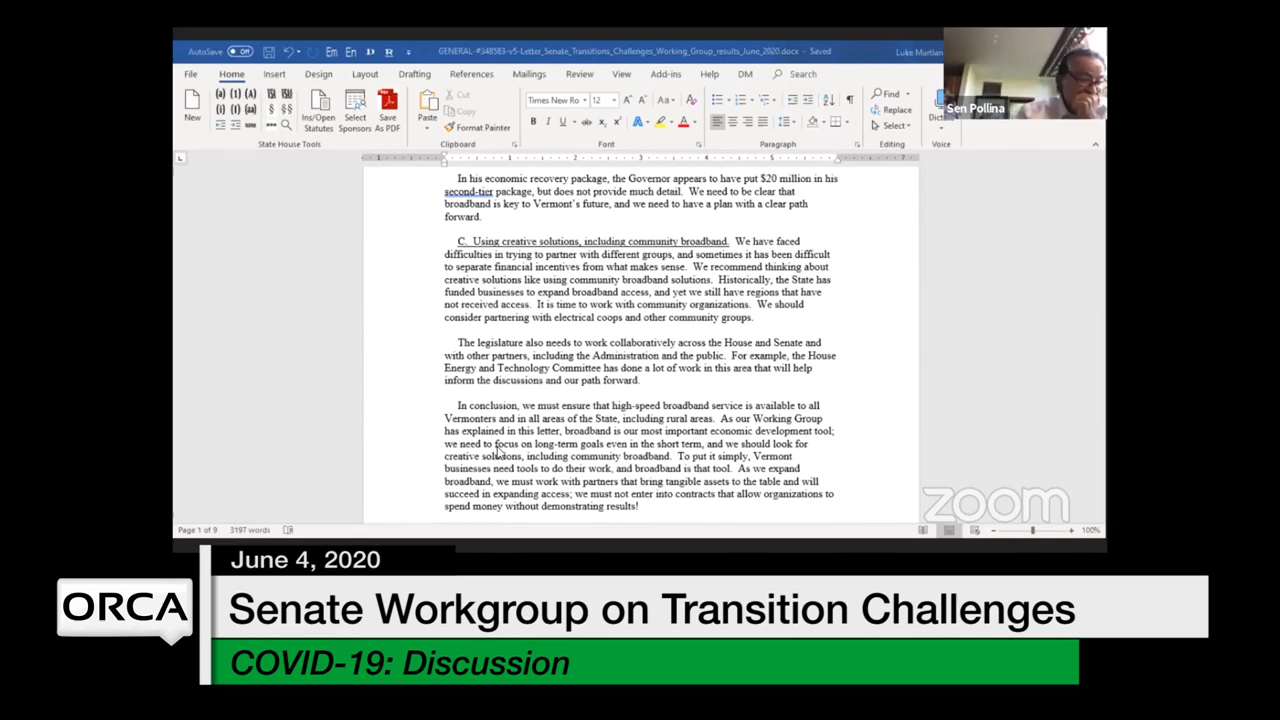 AutoSave Off Em En D R GENERAL-#348583-v5-Letter_Senate_Transitions_Challenges_Working_Group_results_June_2020.docx - Saved Luke Martland
File Home Insert Design Layout Drafting References Mailings Review View Add-ins Help DM Search
Sen Pollina
New Ins/Open Statutes Select Sponsors Save As PDF Paste Cut Copy Format Painter Times New Ro 12 Find Replace Select Dict
State House Tools Clipboard Font Paragraph Editing Voice
In his economic recovery package, the Governor appears to have put $20 million in his
second-tier package, but does not provide much detail. We need to be clear that
broadband is key to Vermont's future, and we need to have a plan with a clear path
forward.
C. Using creative solutions, including community broadband. We have faced
difficulties in trying to partner with different groups, and sometimes it has been difficult
to separate financial incentives from what makes sense. We recommend thinking about
creative solutions like using community broadband solutions. Historically, the State has
funded businesses to expand broadband access, and yet we still have regions that have
not received access. It is time to work with community organizations. We should
consider partnering with electrical coops and other community groups.
The legislature also needs to work collaboratively across the House and Senate and
with other partners, including the Administration and the public. For example, the House
Energy and Technology Committee has done a lot of work in this area that will help
inform the discussions and our path forward.
In conclusion, we must ensure that high-speed broadband service is available to all
Vermonters and in all areas of the State, including rural areas. As our Working Group
has explained in this letter, broadband is our most important economic development tool;
we need to focus on long-term goals even in the short term, and we should look for
creative solutions, including community broadband. To put it simply, Vermont
businesses need tools to do their work, and broadband is that tool. As we expand
broadband, we must work with partners that bring tangible assets to the table and will
succeed in expanding access; we must not enter into contracts that allow organizations to
spend money without demonstrating results!
zoom
Page 1 of 9 3197 words 100%
June 4, 2020
ORCA
Senate Workgroup on Transition Challenges
COVID-19: Discussion